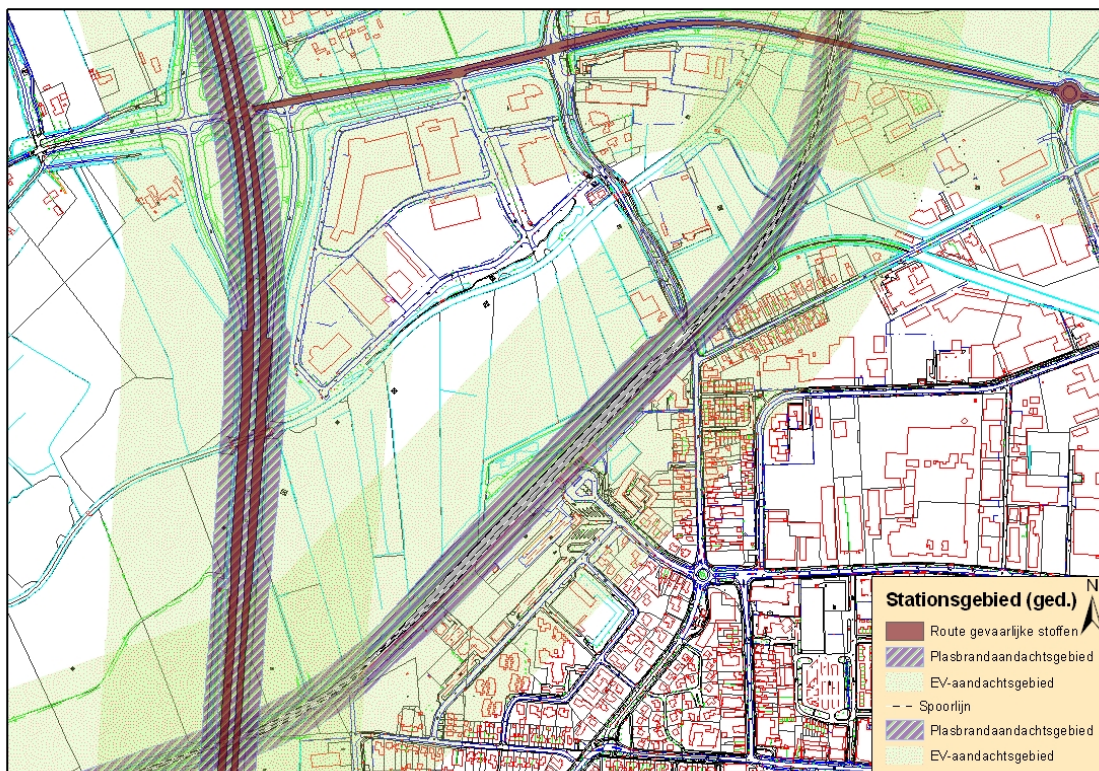 Stationsgebied (ged.)
N
Route gevaarlijke stoffen
Plasbrandaandachtsgebied
EV-aandachtsgebied
Spoorlijn
Plasbrandaandachtsgebied
EV-aandachtsgebied